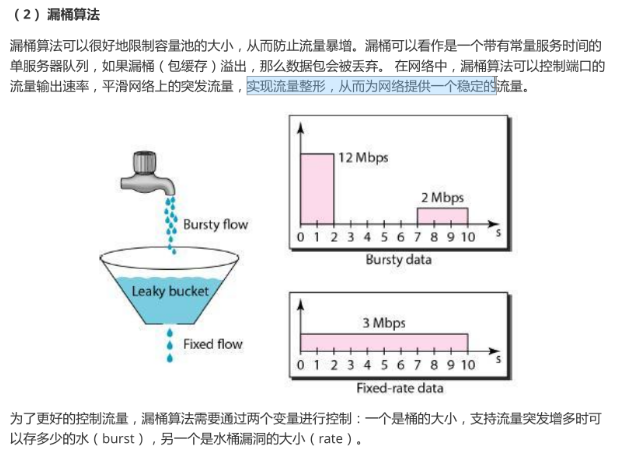 （2）漏桶算法
漏桶算法可以很好地限制容量池的大小，从而防止流量暴增。漏桶可以看作是一个带有常量服务时间的
单服务器队列，如果漏桶（包缓存）溢出，那么数据包会被丢弃。 在网络中，漏桶算法可以控制端口的
流量输出速率，平滑网络上的突发流量，实现流量整形，从而为网络提供一个稳定的流量。
12 Mbps
2 Mbps
0 1 2 3 4 5 6 7 8 9 10 s
Bursty data
Bursty flow
Leaky bucket
Fixed flow
3 Mbps
0 1 2 3 4 5 6 7 8 9 10 s
Fixed-rate data
为了更好的控制流量，漏桶算法需要通过两个变量进行控制：一个是桶的大小，支持流量突发增多时可
以存多少的水（burst），另一个是水桶漏洞的大小（rate）。